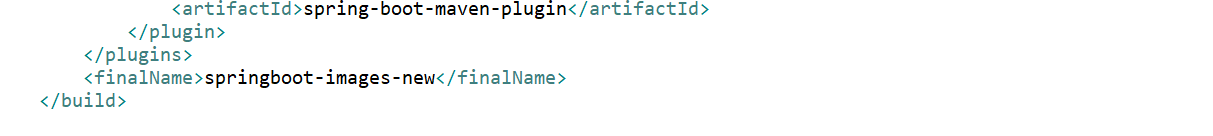 <artifactId>spring-boot-maven-plugin</artifactId>
</plugin>
</plugins>
<finalName>springboot-images-new</finalName>
</build>